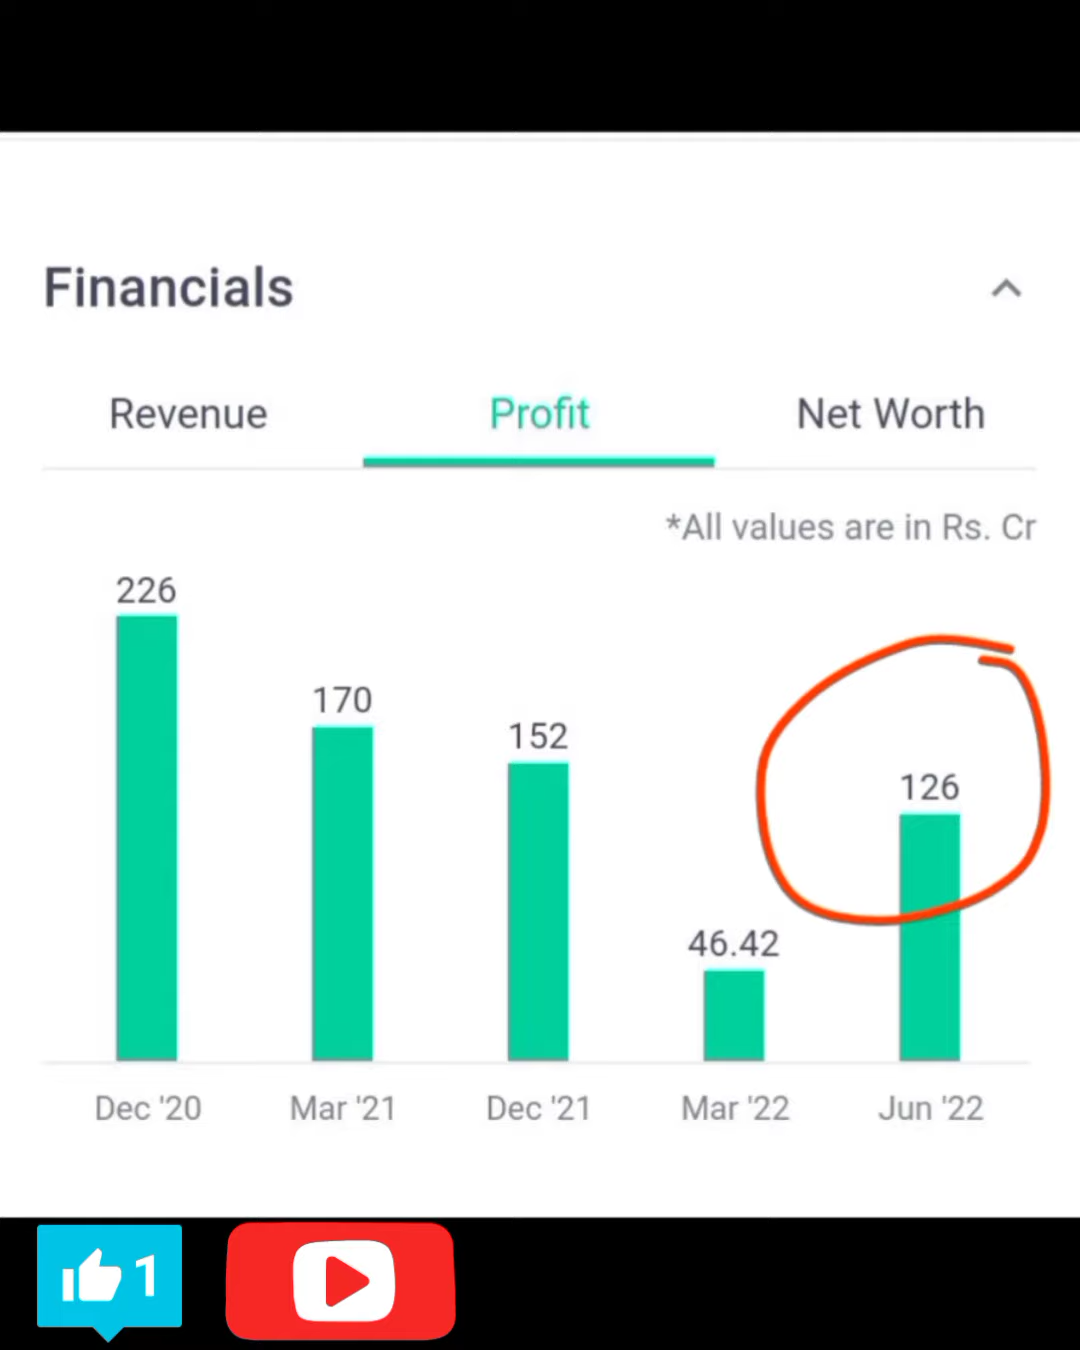 Financials
Revenue Profit Net Worth
*All values are in Rs. Cr
226
170
152
126
46.42
Dec '20 Mar '21 Dec '21 Mar '22 Jun '22
1